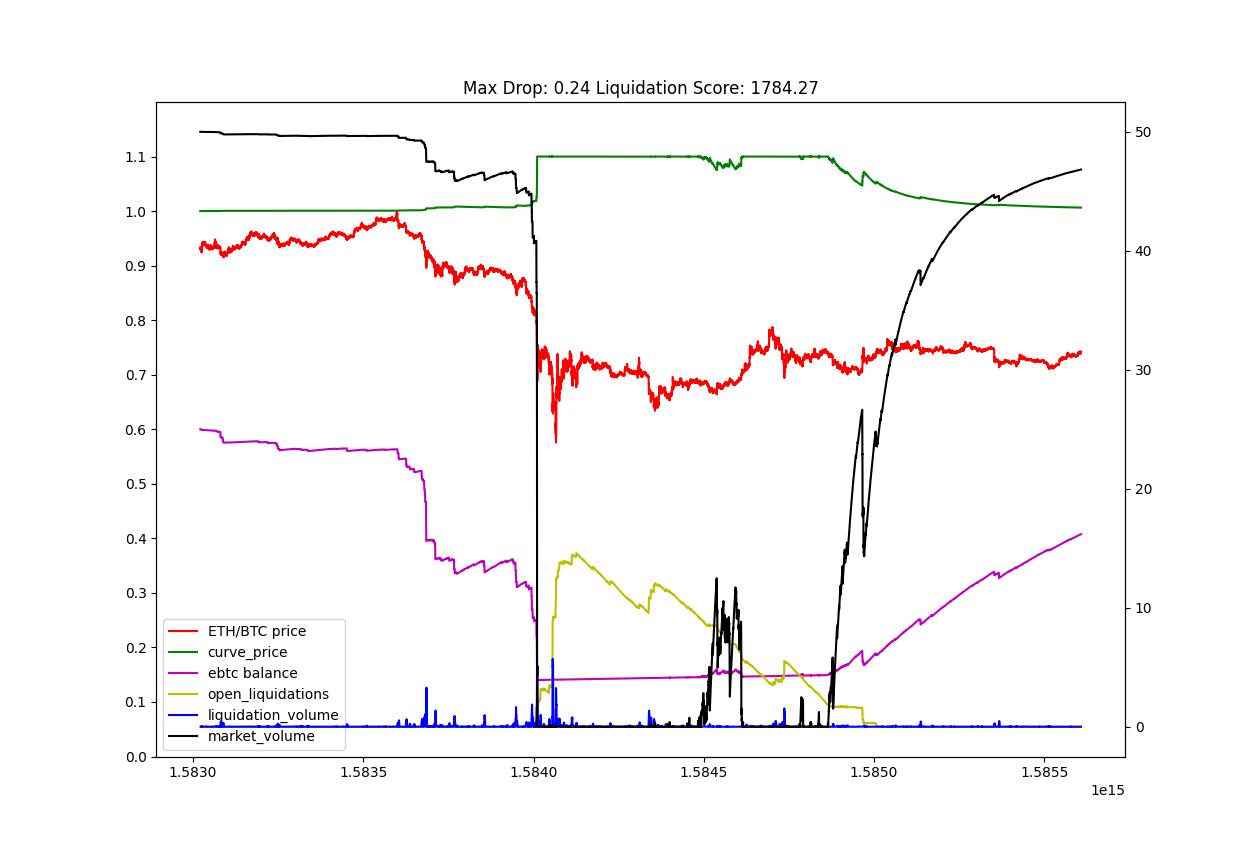 Max Drop: 0.24 Liquidation Score: 1784.27
1.1
1.0
0.9
0.8
0.7
0.6
0.5
0.4
0.3
0.2
0.1
0.0
50
40
30
20
10
0
ETH/BTC price
curve_price
ebtc balance
open_liquidations
liquidation_volume
market_volume
1.5830 1.5835 1.5840 1.5845 1.5850 1.5855
1e15